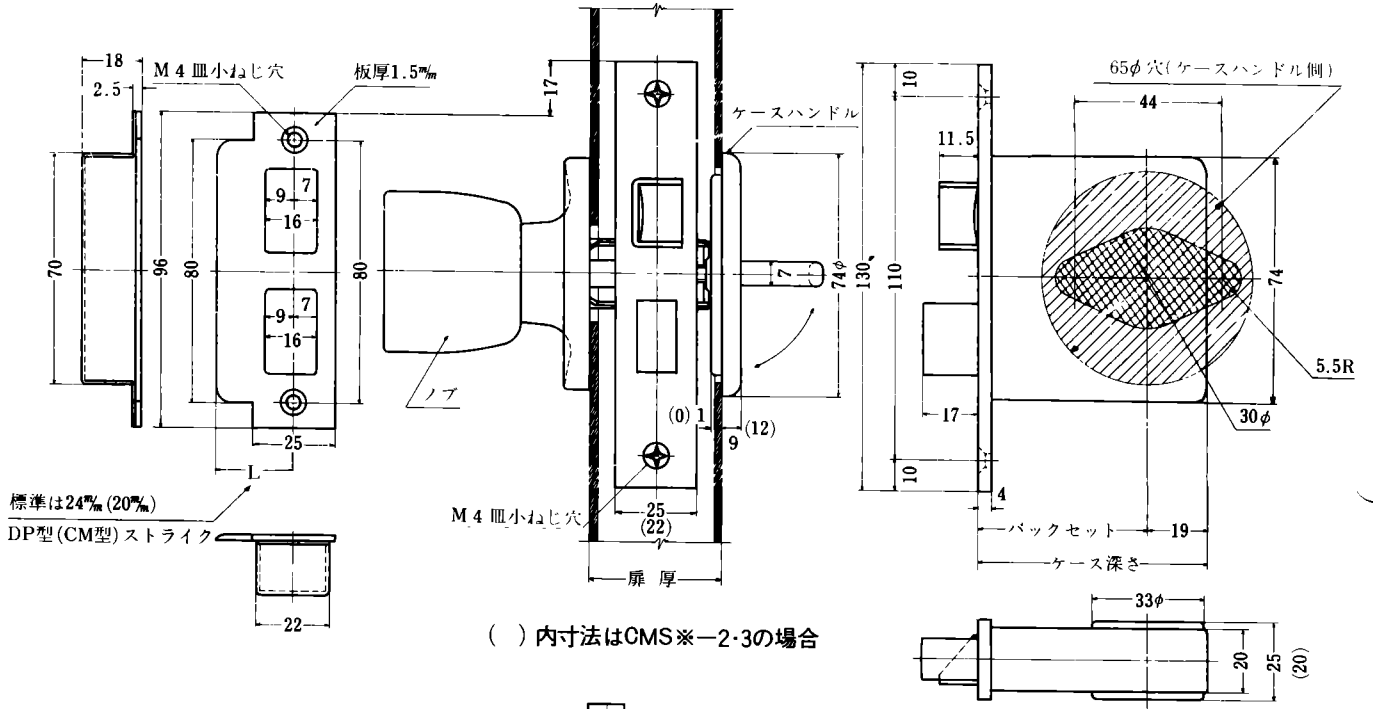 18
2.5
M4皿小ねじ穴
板厚1.5㎜
96
70
80
80
9 7
16
9 7
16
25
L
標準は24㎜(20㎜)
DP型(CM型)ストライク
22
17
ケースハンドル
7
74φ
ノブ
(0) 1
9
(12)
M4皿小ねじ穴
25
(22)
扉 厚
( )内寸法はCMS※ー2・3の場合
65φ穴(ケースハンドル側)
10
44
11.5
130
110
74
17
5.5R
30φ
10
4
バックセット
19
ケース深さ
33φ
20
25
(20)